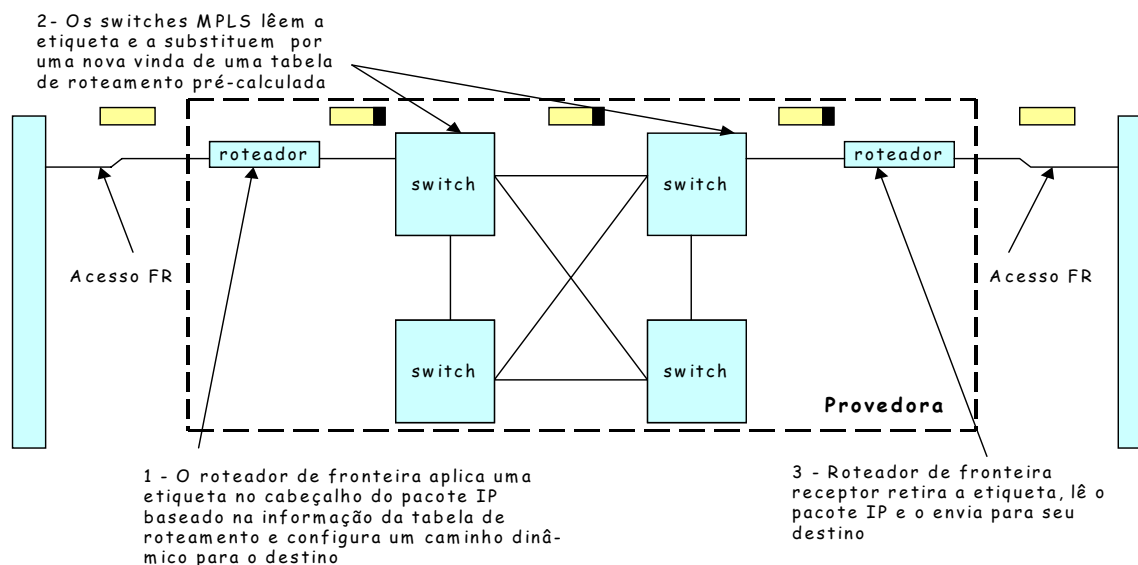 2- Os switches MPLS lêem a
etiqueta e a substituem por
uma nova vinda de uma tabela
de roteamento pré-calculada
roteador
switch
switch
roteador
Acesso FR
Acesso FR
switch
switch
Provedora
1 - O roteador de fronteira aplica uma
etiqueta no cabeçalho do pacote IP
baseado na informação da tabela de
roteamento e configura um caminho dinâ-
mico para o destino
3 - Roteador de fronteira
receptor retira a etiqueta, lê o
pacote IP e o envia para seu
destino